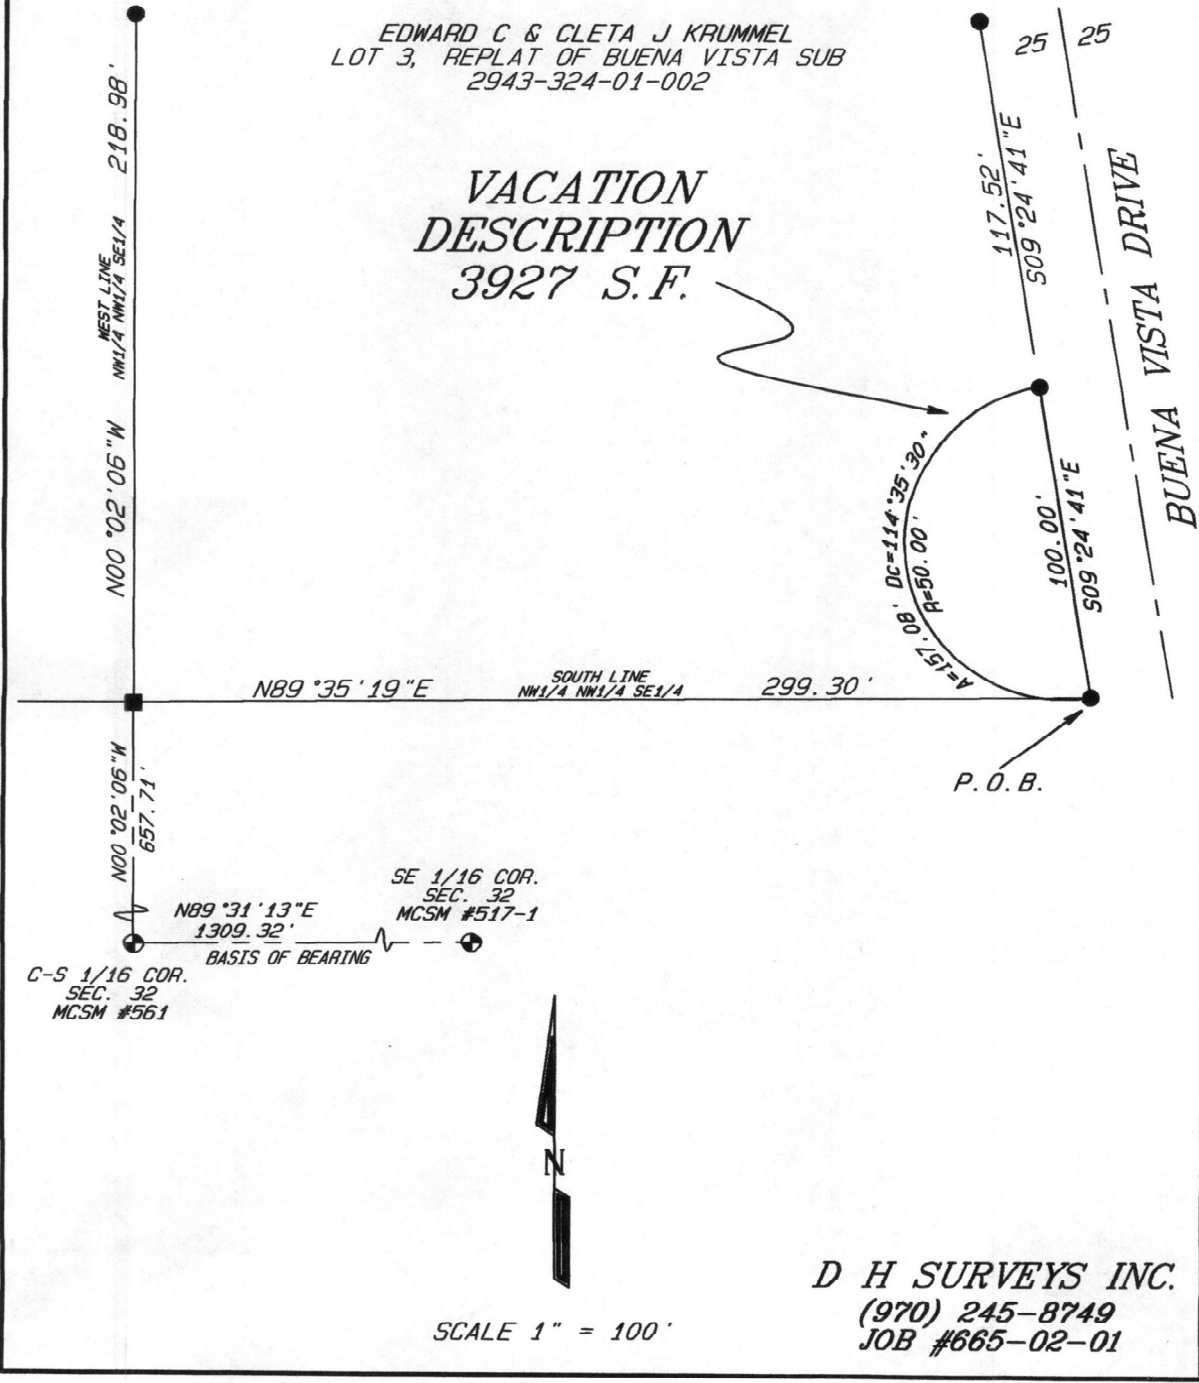 EDWARD C & CLETA J KRUMMEL
LOT 3, REPLAT OF BUENA VISTA SUB
2943-324-01-002
25 25
218.98'
WEST LINE
NW1/4 NW1/4 SE1/4
N00°02'06"W
VACATION
DESCRIPTION
3927 S.F.
117.52'
S09°24'41"E
BUENA VISTA DRIVE
A=157.08' DC=114°35'30"
R=50.00'
100.00'
S09°24'41"E
N89°35'19"E
SOUTH LINE
NW1/4 NW1/4 SE1/4
299.30'
P.O.B.
N00°02'06"W
657.71'
SE 1/16 COR.
SEC. 32
MCSM #517-1
N89°31'13"E
1309.32'
BASIS OF BEARING
C-S 1/16 COR.
SEC. 32
MCSM #561
N
SCALE 1" = 100'
D H SURVEYS INC.
(970) 245-8749
JOB #665-02-01